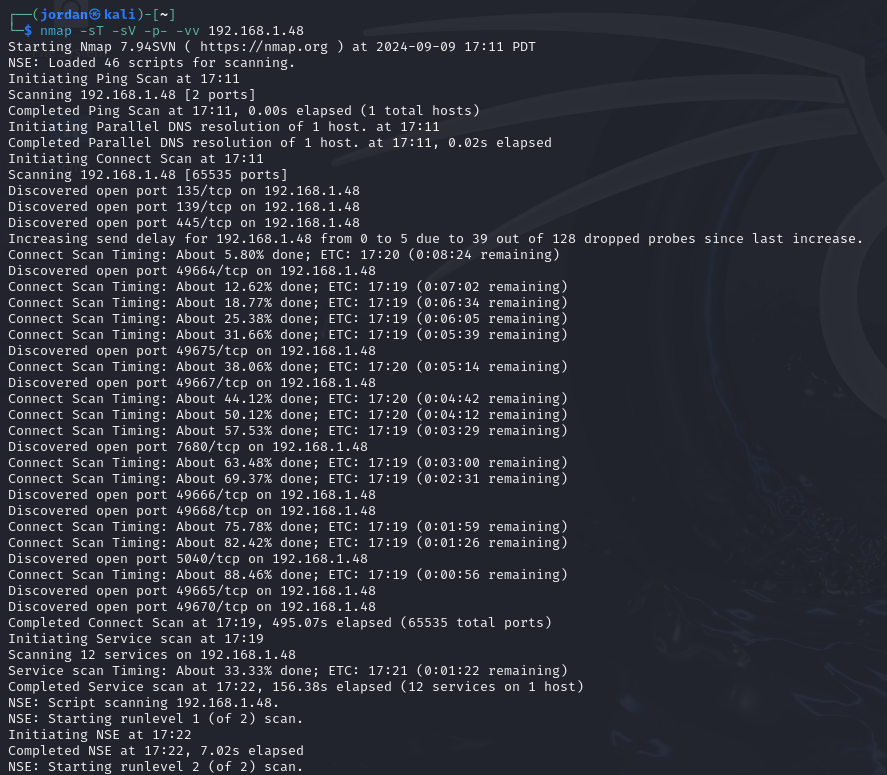 ┌──(jordan㉿kali)-[~]
└─$ nmap -sT -sV -p- -vv 192.168.1.48
Starting Nmap 7.94SVN ( https://nmap.org ) at 2024-09-09 17:11 PDT
NSE: Loaded 46 scripts for scanning.
Initiating Ping Scan at 17:11
Scanning 192.168.1.48 [2 ports]
Completed Ping Scan at 17:11, 0.00s elapsed (1 total hosts)
Initiating Parallel DNS resolution of 1 host. at 17:11
Completed Parallel DNS resolution of 1 host. at 17:11, 0.02s elapsed
Initiating Connect Scan at 17:11
Scanning 192.168.1.48 [65535 ports]
Discovered open port 135/tcp on 192.168.1.48
Discovered open port 139/tcp on 192.168.1.48
Discovered open port 445/tcp on 192.168.1.48
Increasing send delay for 192.168.1.48 from 0 to 5 due to 39 out of 128 dropped probes since last increase.
Connect Scan Timing: About 5.80% done; ETC: 17:20 (0:08:24 remaining)
Discovered open port 49664/tcp on 192.168.1.48
Connect Scan Timing: About 12.62% done; ETC: 17:19 (0:07:02 remaining)
Connect Scan Timing: About 18.77% done; ETC: 17:19 (0:06:34 remaining)
Connect Scan Timing: About 25.38% done; ETC: 17:19 (0:06:05 remaining)
Connect Scan Timing: About 31.66% done; ETC: 17:19 (0:05:39 remaining)
Discovered open port 49675/tcp on 192.168.1.48
Connect Scan Timing: About 38.06% done; ETC: 17:20 (0:05:14 remaining)
Discovered open port 49667/tcp on 192.168.1.48
Connect Scan Timing: About 44.12% done; ETC: 17:20 (0:04:42 remaining)
Connect Scan Timing: About 50.12% done; ETC: 17:20 (0:04:12 remaining)
Connect Scan Timing: About 57.53% done; ETC: 17:19 (0:03:29 remaining)
Discovered open port 7680/tcp on 192.168.1.48
Connect Scan Timing: About 63.48% done; ETC: 17:19 (0:03:00 remaining)
Connect Scan Timing: About 69.37% done; ETC: 17:19 (0:02:31 remaining)
Discovered open port 49666/tcp on 192.168.1.48
Discovered open port 49668/tcp on 192.168.1.48
Connect Scan Timing: About 75.78% done; ETC: 17:19 (0:01:59 remaining)
Connect Scan Timing: About 82.42% done; ETC: 17:19 (0:01:26 remaining)
Discovered open port 5040/tcp on 192.168.1.48
Connect Scan Timing: About 88.46% done; ETC: 17:19 (0:00:56 remaining)
Discovered open port 49665/tcp on 192.168.1.48
Discovered open port 49670/tcp on 192.168.1.48
Completed Connect Scan at 17:19, 495.07s elapsed (65535 total ports)
Initiating Service scan at 17:19
Scanning 12 services on 192.168.1.48
Service scan Timing: About 33.33% done; ETC: 17:21 (0:01:22 remaining)
Completed Service scan at 17:22, 156.38s elapsed (12 services on 1 host)
NSE: Script scanning 192.168.1.48.
NSE: Starting runlevel 1 (of 2) scan.
Initiating NSE at 17:22
Completed NSE at 17:22, 7.02s elapsed
NSE: Starting runlevel 2 (of 2) scan.